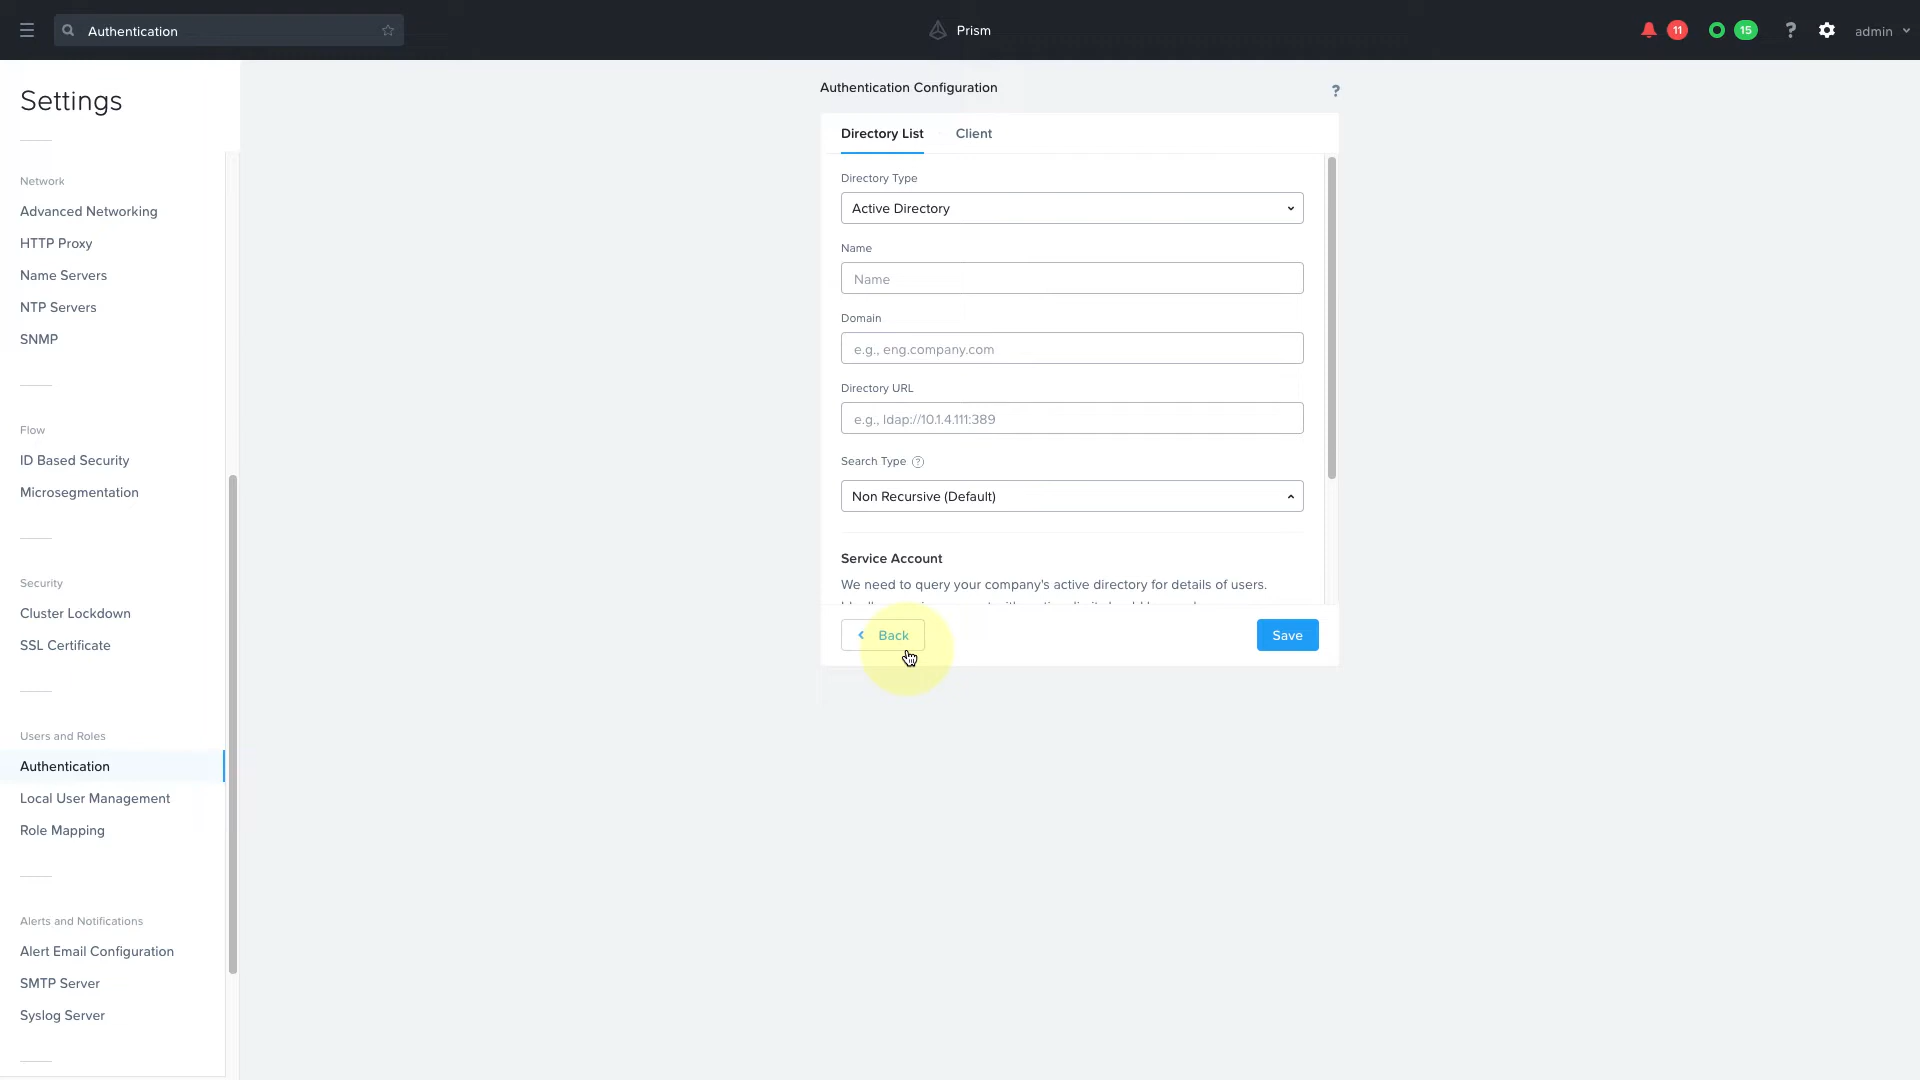 Authentication
Prism
11
15
?
admin
Settings
Network
Advanced Networking
HTTP Proxy
Name Servers
NTP Servers
SNMP
Flow
ID Based Security
Microsegmentation
Security
Cluster Lockdown
SSL Certificate
Users and Roles
Authentication
Local User Management
Role Mapping
Alerts and Notifications
Alert Email Configuration
SMTP Server
Syslog Server
Authentication Configuration
?
Directory List
Client
Directory Type
Active Directory
Name
Name
Domain
e.g., eng.company.com
Directory URL
e.g., ldap://10.1.4.111:389
Search Type ?
Non Recursive (Default)
Service Account
We need to query your company's active directory for details of users.
Back
Save